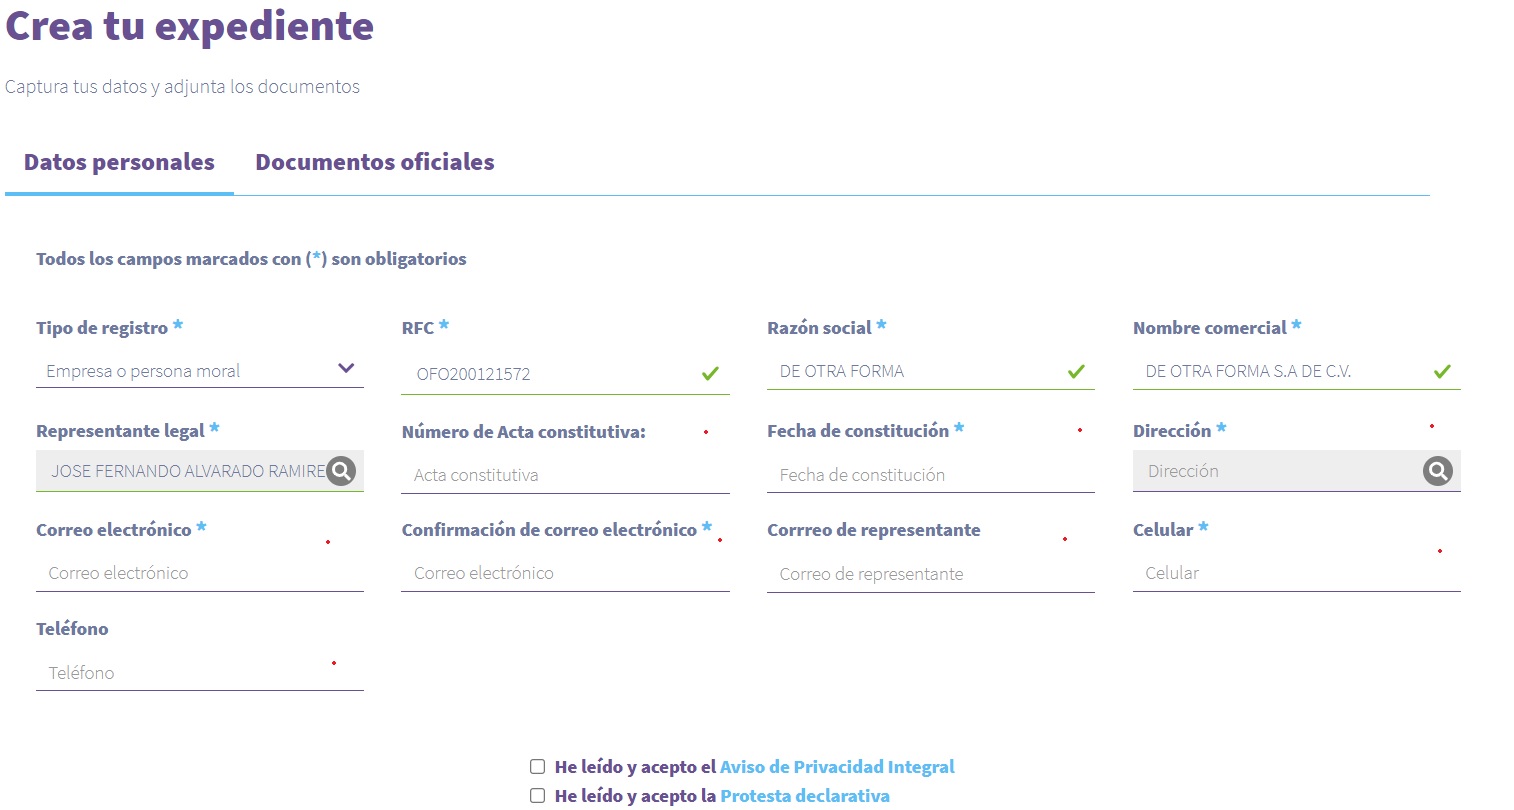 Crea tu expediente
Captura tus datos y adjunta los documentos
Datos personales Documentos oficiales
Todos los campos marcados con (*) son obligatorios
Tipo de registro * RFC * Razón social * Nombre comercial *
Empresa o persona moral OFO200121572 DE OTRA FORMA DE OTRA FORMA S.A DE C.V.
Representante legal * Número de Acta constitutiva: Fecha de constitución * Dirección *
JOSE FERNANDO ALVARADO RAMIRE Acta constitutiva Fecha de constitución Dirección
Correo electrónico * Confirmación de correo electrónico * Corrreo de representante Celular *
Correo electrónico Correo electrónico Correo de representante Celular
Teléfono
Teléfono
He leído y acepto el Aviso de Privacidad Integral
He leído y acepto la Protesta declarativa